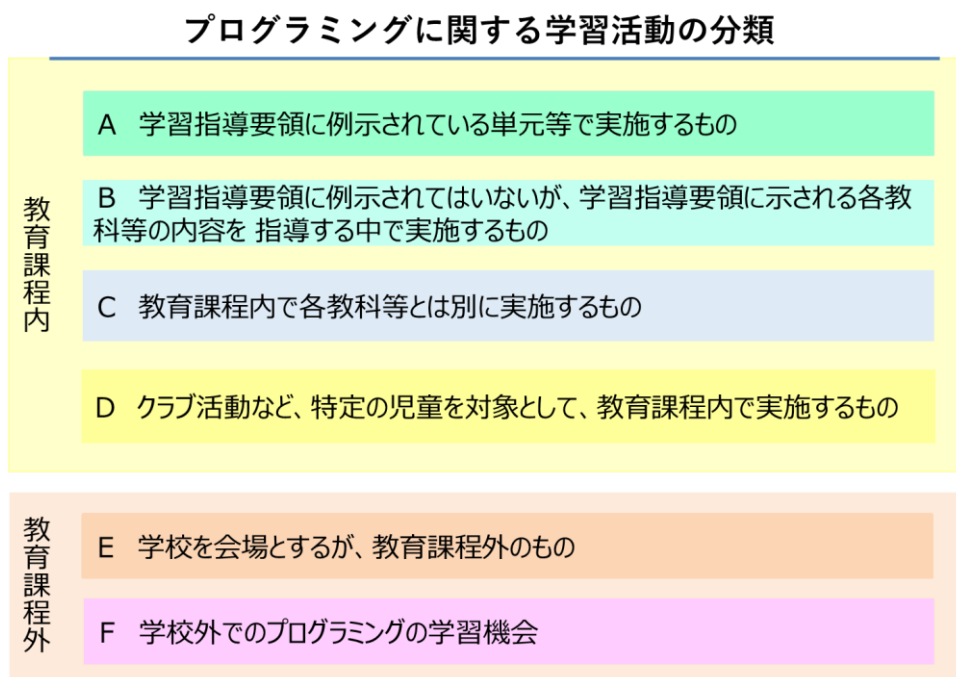 プログラミングに関する学習活動の分類
教育課程内
A 学習指導要領に例示されている単元等で実施するもの
B 学習指導要領に例示されてはいないが、学習指導要領に示される各教
科等の内容を 指導する中で実施するもの
C 教育課程内で各教科等とは別に実施するもの
D クラブ活動など、特定の児童を対象として、教育課程内で実施するもの
教育課程外
E 学校を会場とするが、教育課程外のもの
F 学校外でのプログラミングの学習機会